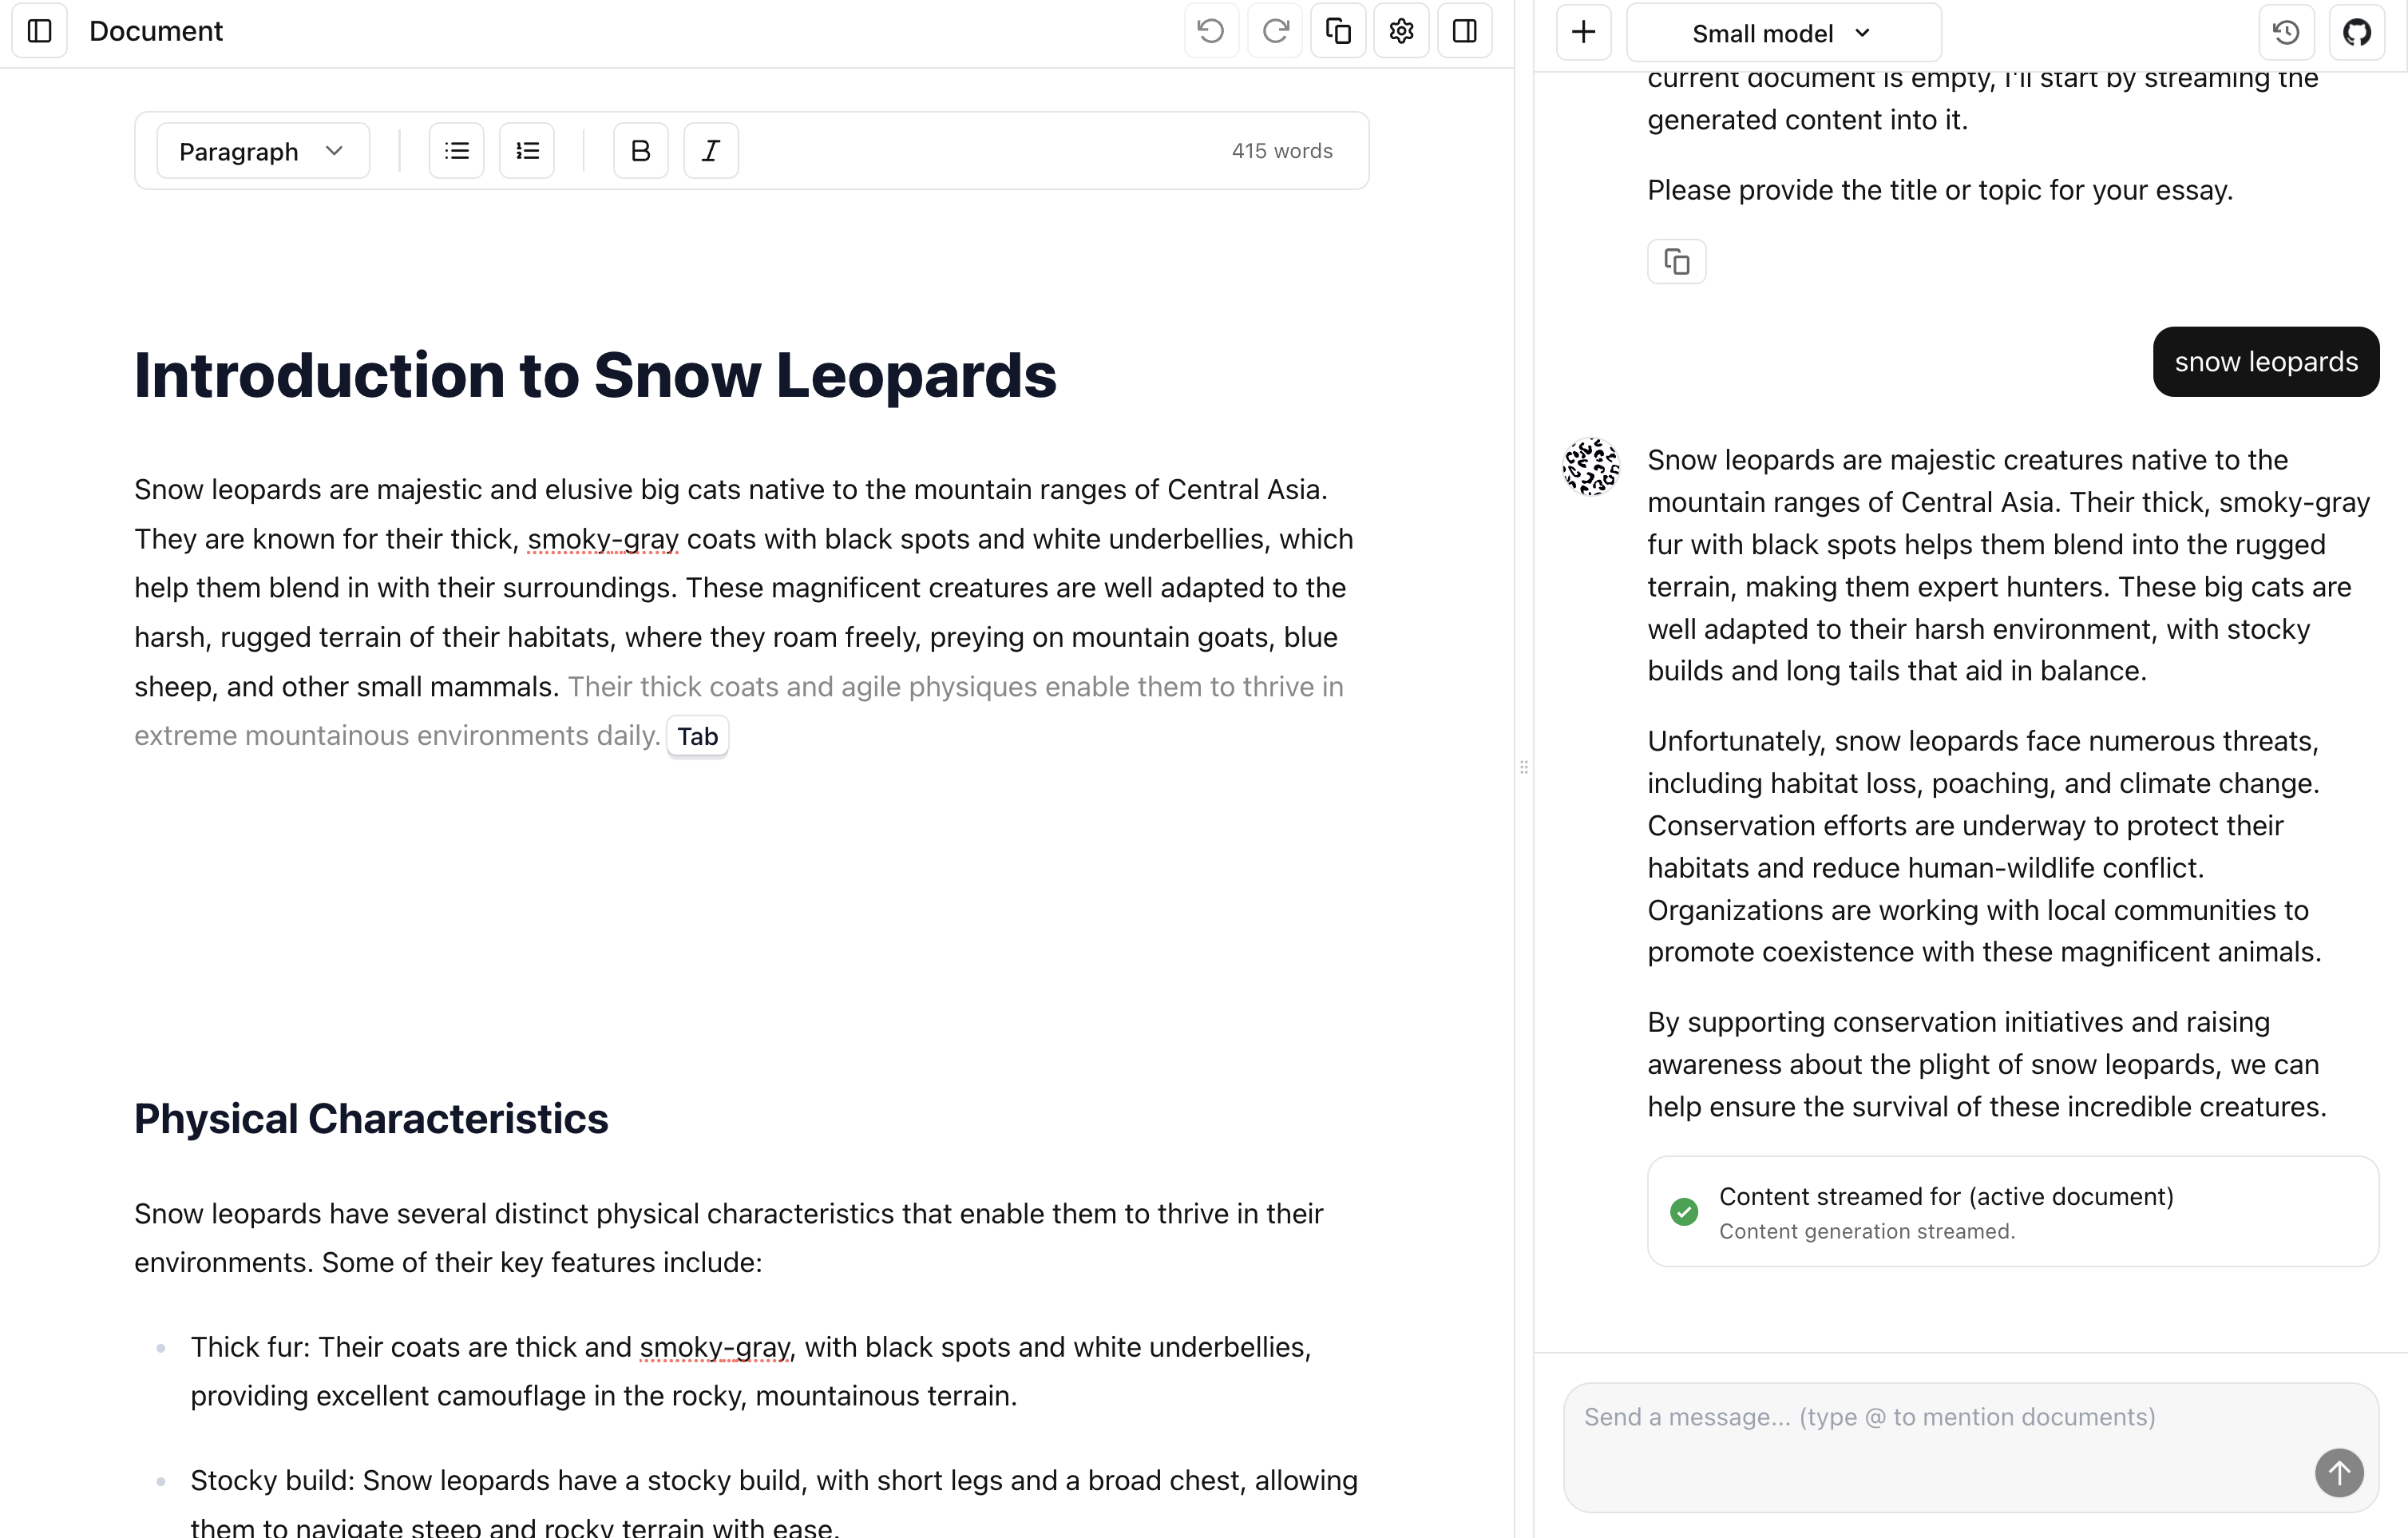 Document
Paragraph
B
I
415 words
Introduction to Snow Leopards
Snow leopards are majestic and elusive big cats native to the mountain ranges of Central Asia.
They are known for their thick, smoky-gray coats with black spots and white underbellies, which
help them blend in with their surroundings. These magnificent creatures are well adapted to the
harsh, rugged terrain of their habitats, where they roam freely, preying on mountain goats, blue
sheep, and other small mammals. Their thick coats and agile physiques enable them to thrive in
extreme mountainous environments daily. Tab
Physical Characteristics
Snow leopards have several distinct physical characteristics that enable them to thrive in their
environments. Some of their key features include:
Thick fur: Their coats are thick and smoky-gray, with black spots and white underbellies,
providing excellent camouflage in the rocky, mountainous terrain.
Stocky build: Snow leopards have a stocky build, with short legs and a broad chest, allowing
them to navigate steep and rocky terrain with ease.
Small model
current document is empty, I'll start by streaming the
generated content into it.
Please provide the title or topic for your essay.
snow leopards
Snow leopards are majestic creatures native to the
mountain ranges of Central Asia. Their thick, smoky-gray
fur with black spots helps them blend into the rugged
terrain, making them expert hunters. These big cats are
well adapted to their harsh environment, with stocky
builds and long tails that aid in balance.
Unfortunately, snow leopards face numerous threats,
including habitat loss, poaching, and climate change.
Conservation efforts are underway to protect their
habitats and reduce human-wildlife conflict.
Organizations are working with local communities to
promote coexistence with these magnificent animals.
By supporting conservation initiatives and raising
awareness about the plight of snow leopards, we can
help ensure the survival of these incredible creatures.
Content streamed for (active document)
Content generation streamed.
Send a message... (type @ to mention documents)